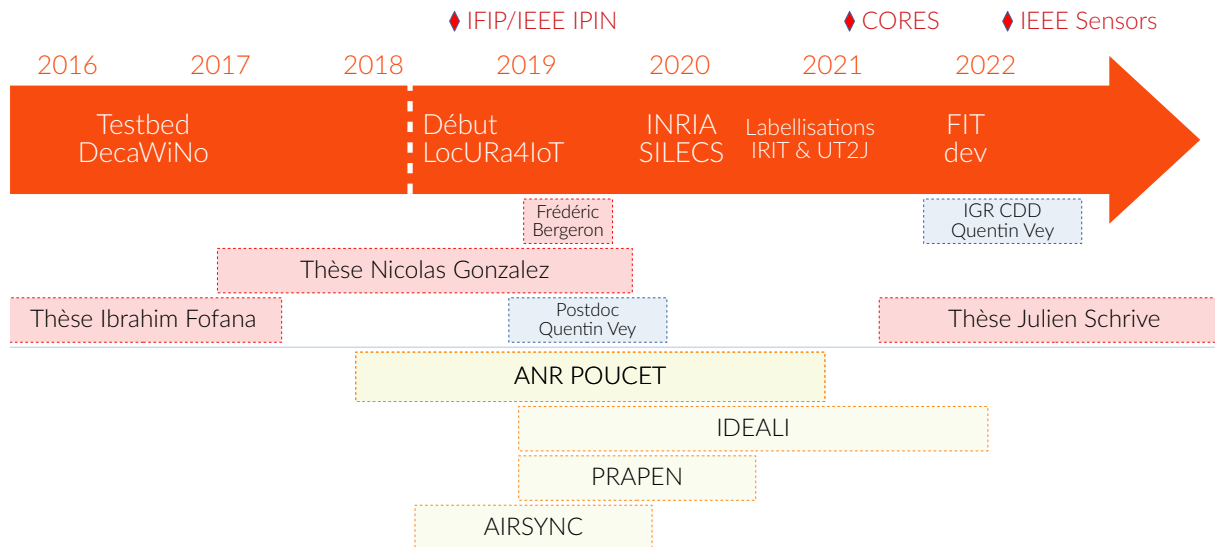 IFIP/IEEE IPIN
CORES
IEEE Sensors
2016
2017
2018
2019
2020
2021
2022
Testbed
DecaWiNo
Début
LocURa4IoT
INRIA
SILECS
Labellisations
IRIT & UT2J
FIT
dev
Frédéric
Bergeron
IGR CDD
Quentin Vey
Thèse Nicolas Gonzalez
Thèse Ibrahim Fofana
Postdoc
Quentin Vey
Thèse Julien Schrive
ANR POUCET
IDEALI
PRAPEN
AIRSYNC